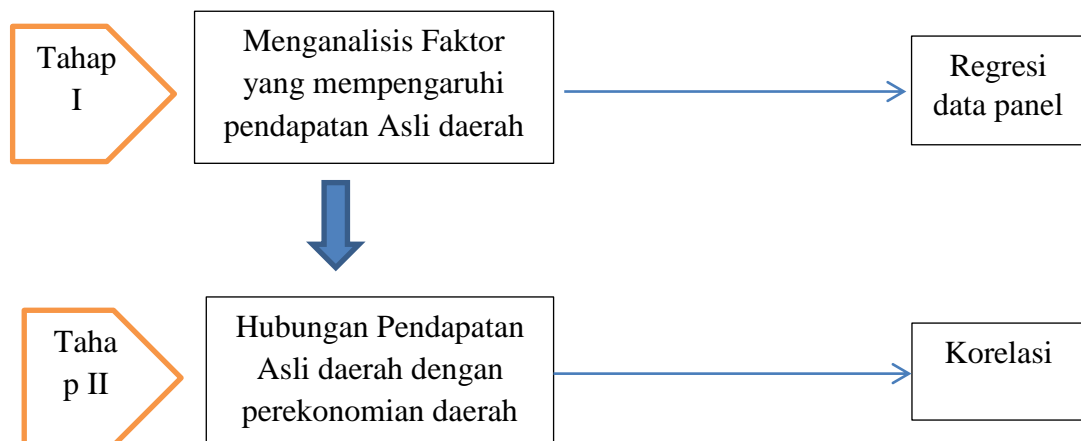 Tahap
I
Menganalisis Faktor
yang mempengaruhi
pendapatan Asli daerah
Regresi
data panel
Taha
p II
Hubungan Pendapatan
Asli daerah dengan
perekonomian daerah
Korelasi